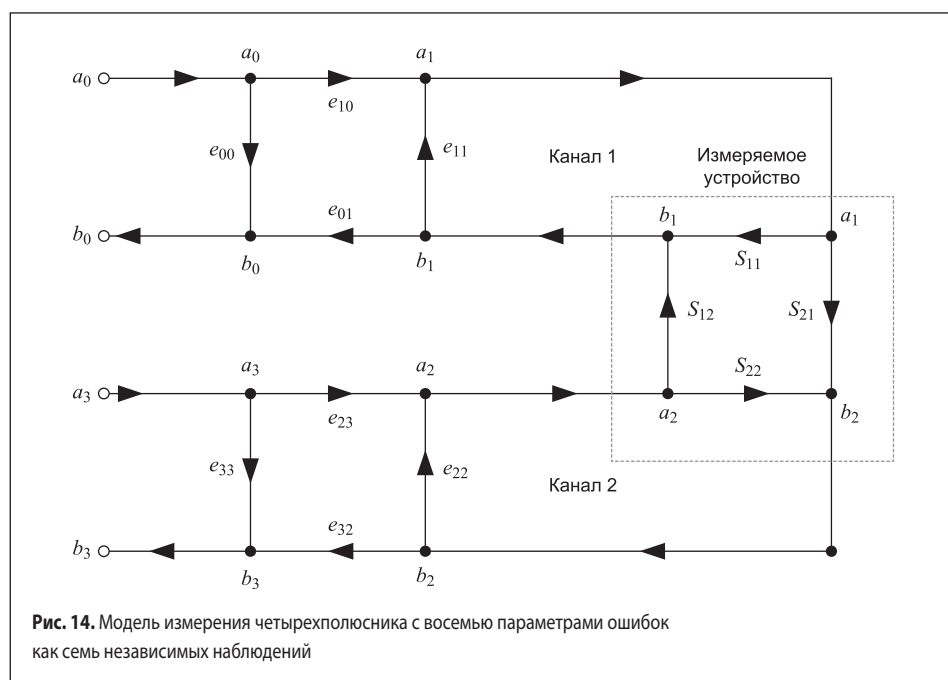 a₀ a₁
a₀
e₁₀
e₀₀ e₁₁ Канал 1 Измеряемое
устройство
e₀₁ b₁ a₁
b₀
b₀ b₁ S₁₁
S₁₂ S₂₁
a₃ a₂ S₂₂
a₃
e₂₃ a₂ b₂
e₃₃ e₂₂
Канал 2
e₃₂
b₃
b₃ b₂
Рис. 14. Модель измерения четырехполюсника с восемью параметрами ошибок
как семь независимых наблюдений